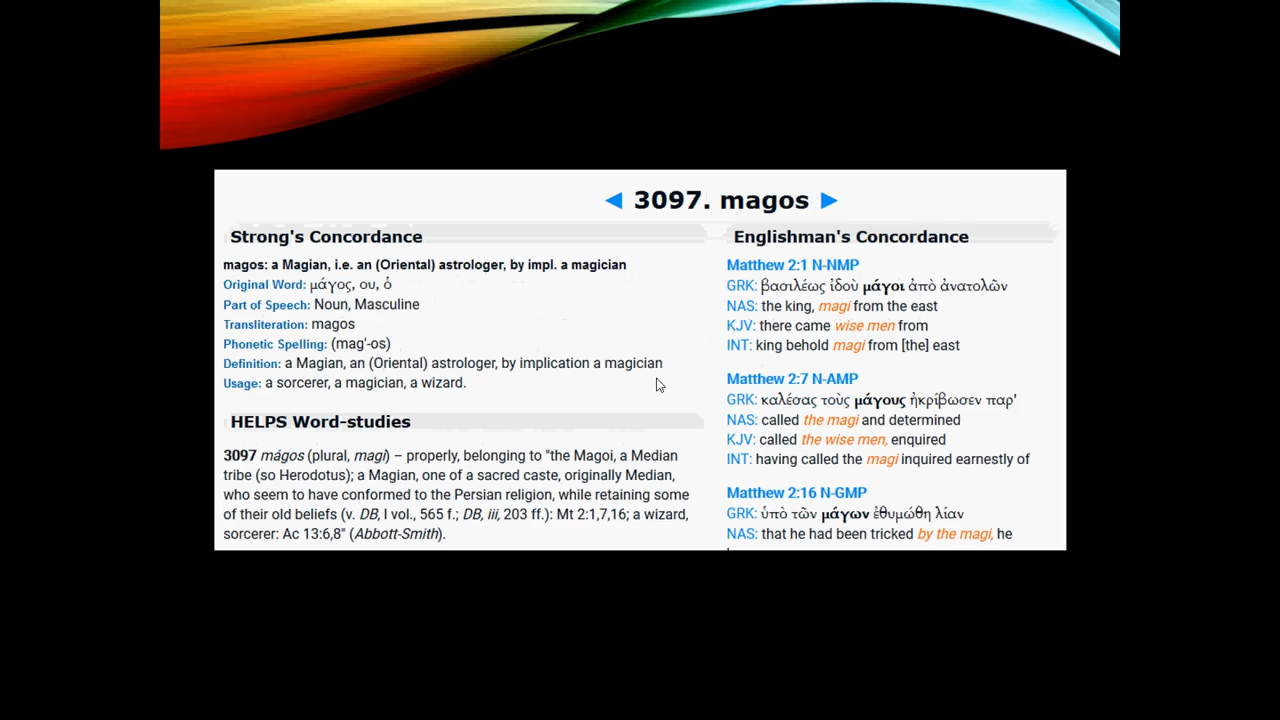 ◄ 3097. magos ►
Strong's Concordance
magos: a Magian, i.e. an (Oriental) astrologer, by impl. a magician
Original Word: μάγος, ου, ὁ
Part of Speech: Noun, Masculine
Transliteration: magos
Phonetic Spelling: (mag'-os)
Definition: a Magian, an (Oriental) astrologer, by implication a magician
Usage: a sorcerer, a magician, a wizard.
HELPS Word-studies
3097 mágos (plural, magi) – properly, belonging to "the Magoi, a Median
tribe (so Herodotus); a Magian, one of a sacred caste, originally Median,
who seem to have conformed to the Persian religion, while retaining some
of their old beliefs (v. DB, I vol., 565 f.; DB, iii, 203 ff.): Mt 2:1,7,16; a wizard,
sorcerer: Ac 13:6,8" (Abbott-Smith).
Englishman's Concordance
Matthew 2:1 N-NMP
GRK: βασιλέως ἰδοὺ μάγοι ἀπὸ ἀνατολῶν
NAS: the king, magi from the east
KJV: there came wise men from
INT: king behold magi from [the] east
Matthew 2:7 N-AMP
GRK: καλέσας τοὺς μάγους ἠκρίβωσεν παρ'
NAS: called the magi and determined
KJV: called the wise men, enquired
INT: having called the magi inquired earnestly of
Matthew 2:16 N-GMP
GRK: ὑπὸ τῶν μάγων ἐθυμώθη λίαν
NAS: that he had been tricked by the magi, he